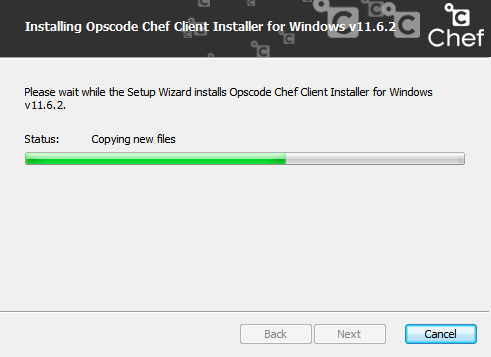 Installing Opscode Chef Client Installer for Windows v11.6.2
Chef
Please wait while the Setup Wizard installs Opscode Chef Client Installer for Windows
v11.6.2.
Status: Copying new files
Back Next Cancel